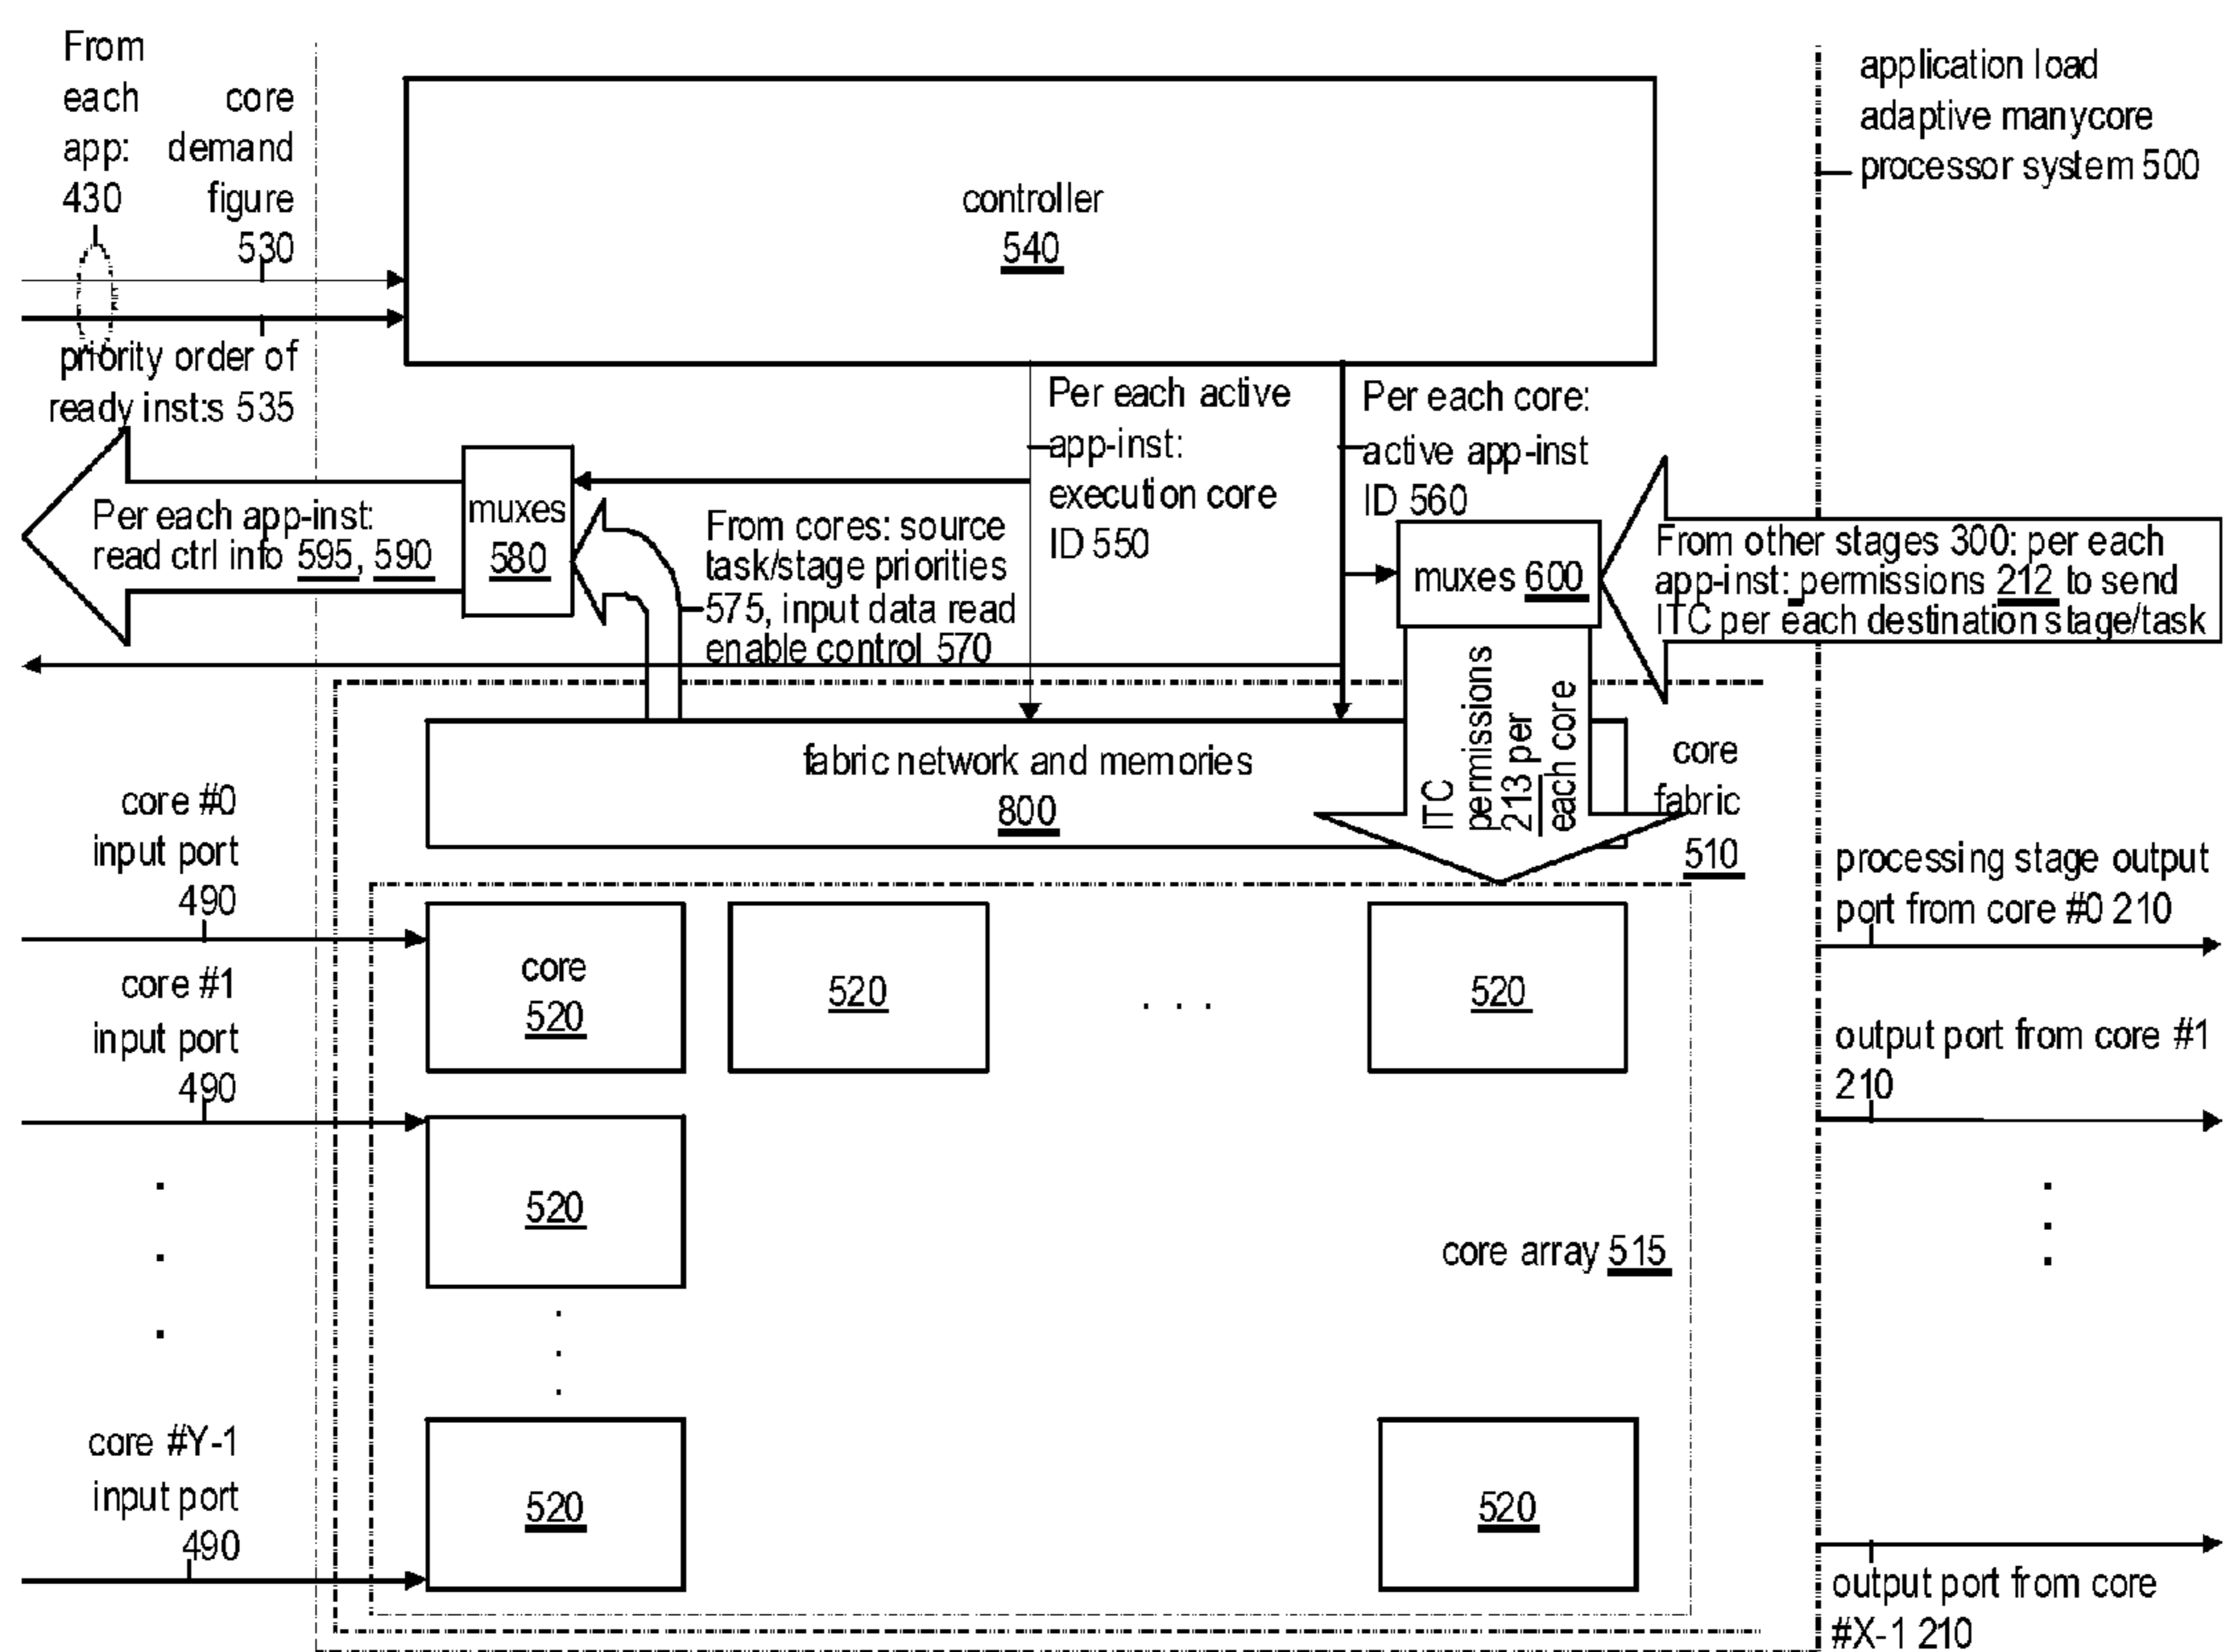 From
each
app:
430
core
demand
figure
530
application load
adaptive manycore
processor system 500
controller
540
priority order of
ready inst:s 535
Per each active
app-inst:
execution core
ID 550
Per each core:
active app-inst
ID 560
muxes
580
Per each app-inst:
read ctrl info 595, 590
From cores: source
task/stage priorities
575, input data read
enable control 570
muxes 600
From other stages 300: per each
app-inst: permissions 212 to send
ITC per each destination stage/task
ITC
permissions
213 per
each core
fabric network and memories
800
core
fabric
510
core #0
input port
490
core #1
input port
490
core
520
520
. . .
520
processing stage output
port from core #0 210
output port from core #1
210
520
core array 515
core #Y-1
input port
490
520
520
output port from core
#X-1 210